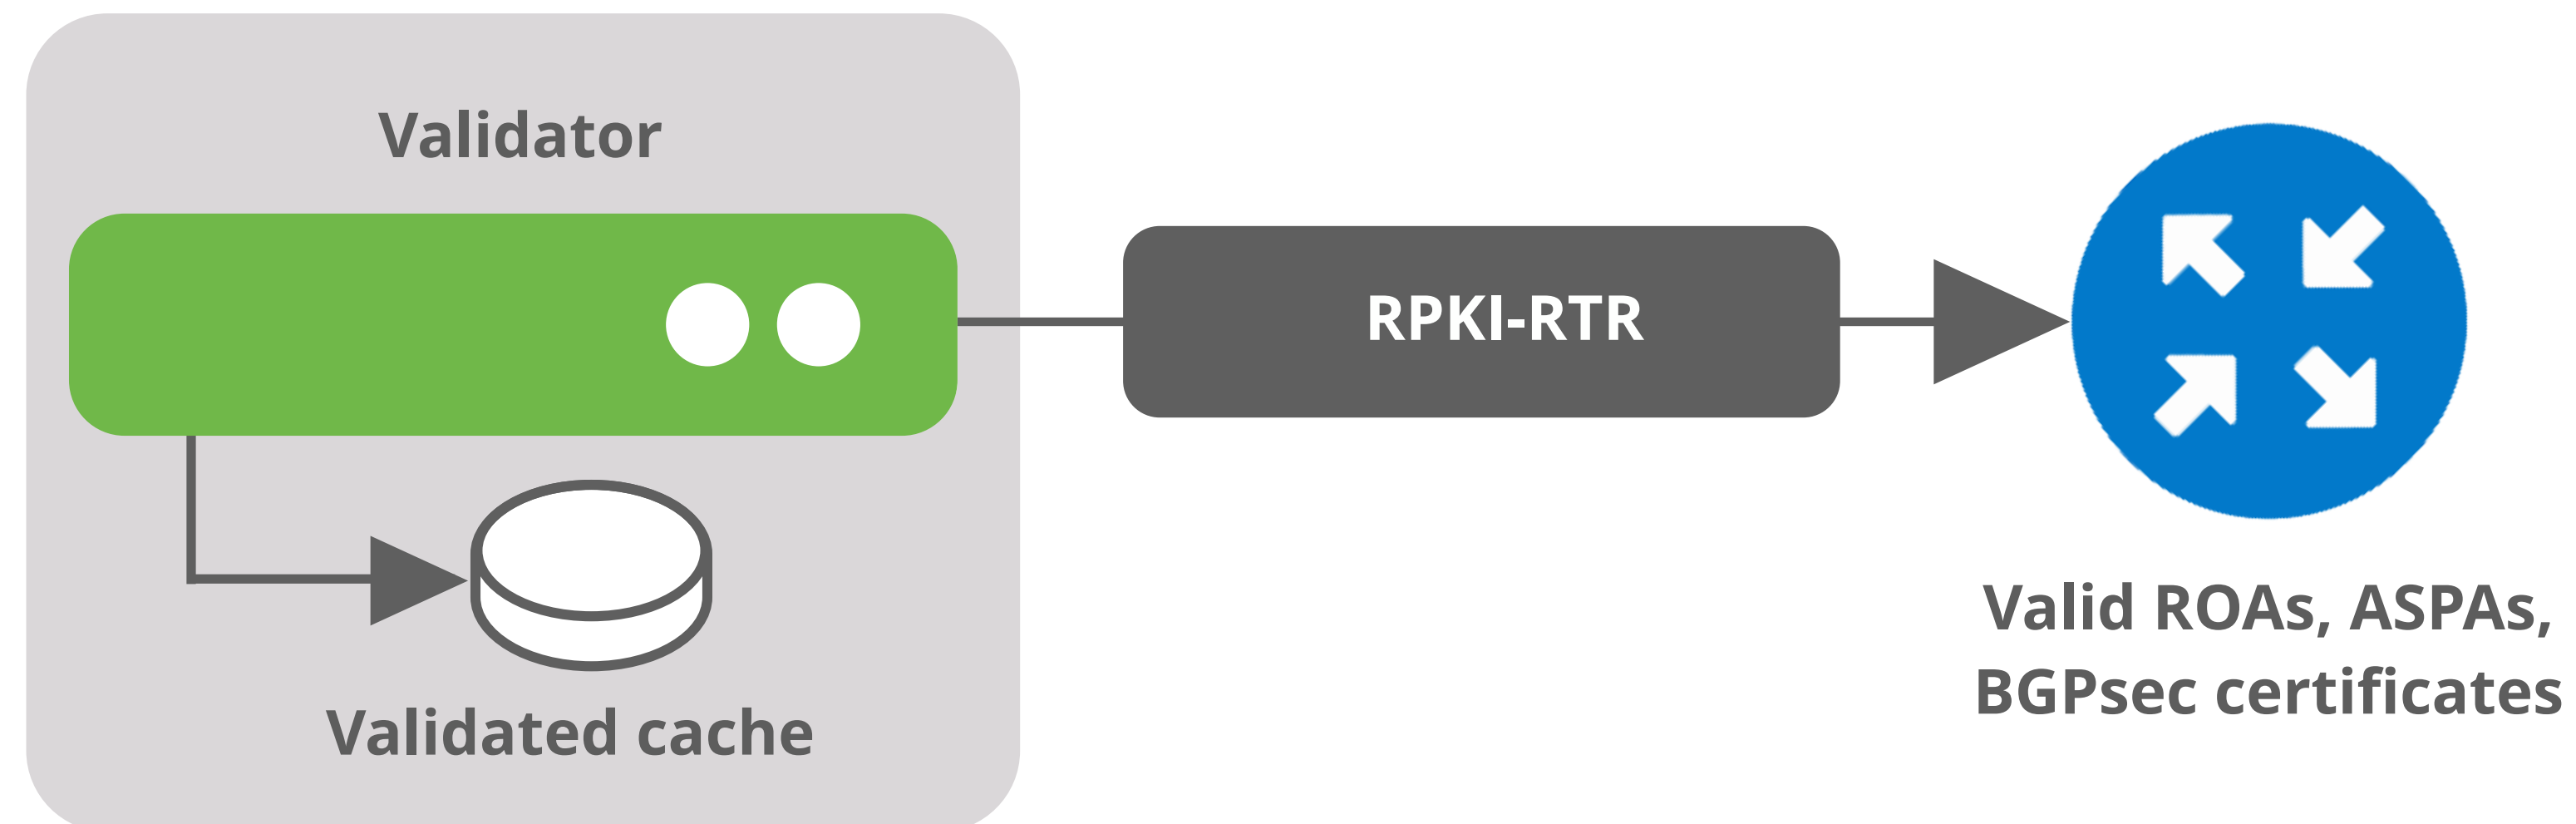 Validator
RPKI-RTR
Validated cache
Valid ROAs, ASPAs,
BGPsec certificates